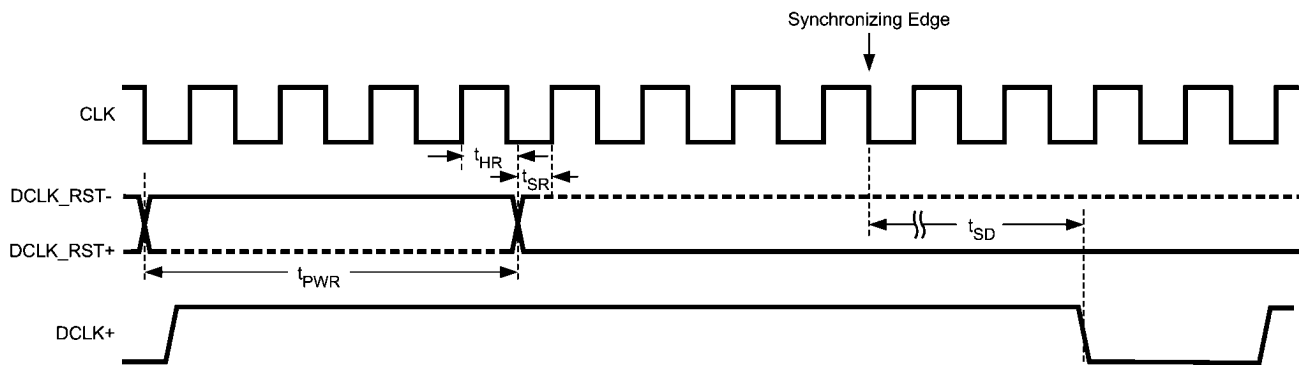 Synchronizing Edge
CLK
tHR
tSR
DCLK_RST-
DCLK_RST+
tSD
tPWR
DCLK+